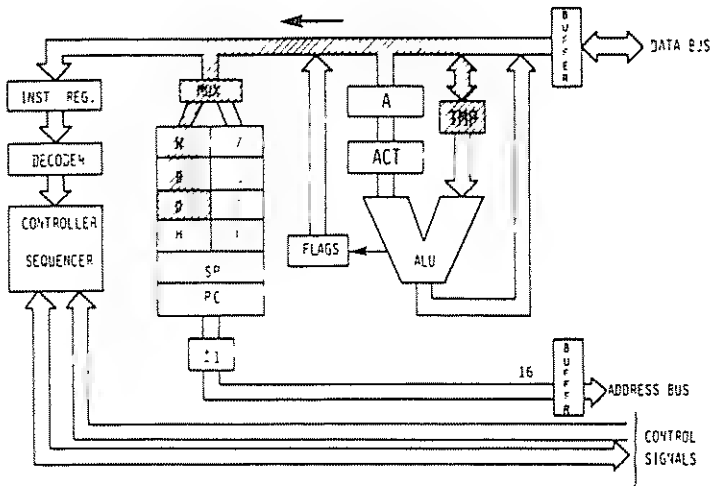 BUFFER
DATA BUS
INST REG.
MUX
A
DECODER
ACT
CONTROLLER
SEQUENCER
B
D
H
SP
PC
FLAGS
ALU
±1
16
BUFFER
ADDRESS BUS
CONTROL
SIGNALS